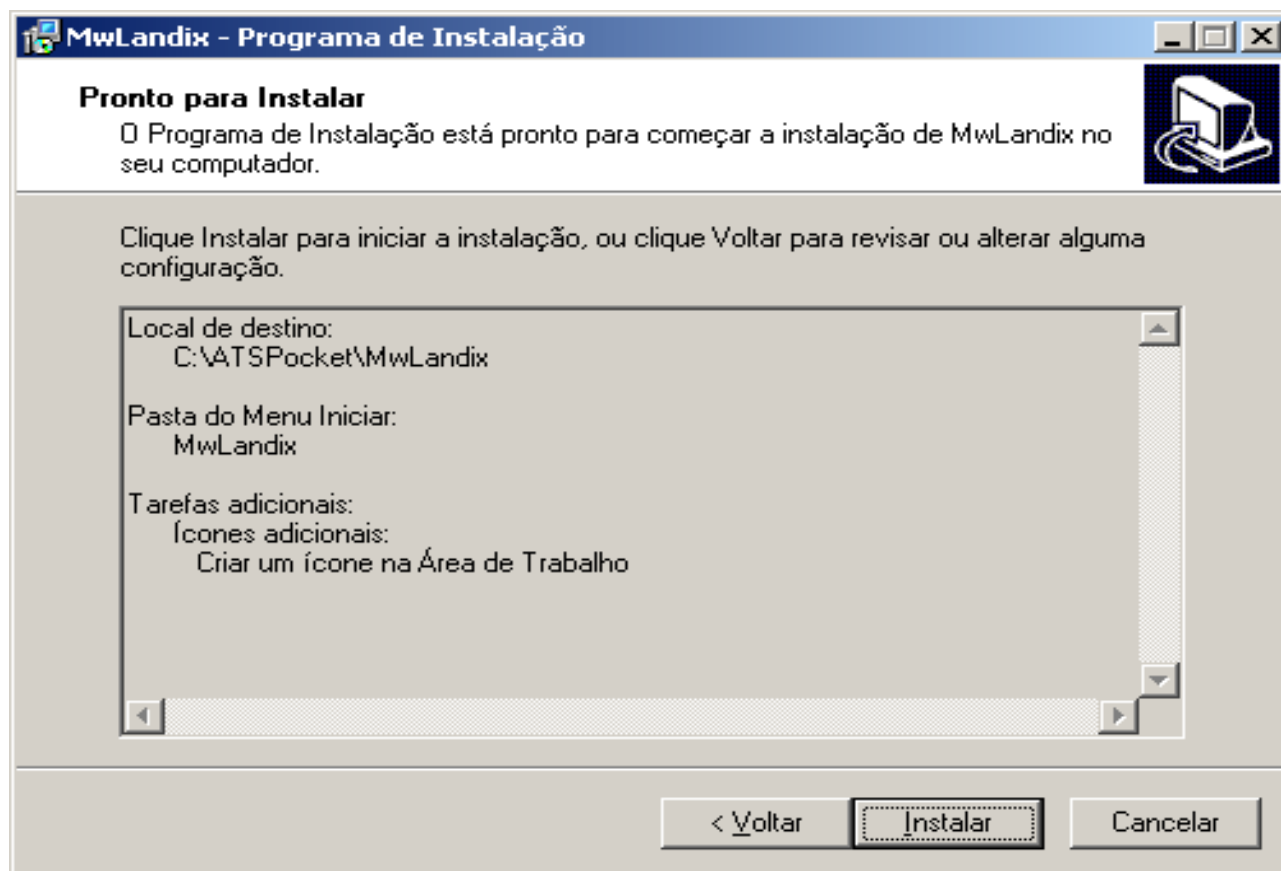 MwLandix - Programa de Instalação
Pronto para Instalar
O Programa de Instalação está pronto para começar a instalação de MwLandix no
seu computador.
Clique Instalar para iniciar a instalação, ou clique Voltar para revisar ou alterar alguma
configuração.
Local de destino:
C:\ATSPocket\MwLandix
Pasta do Menu Iniciar:
MwLandix
Tarefas adicionais:
Ícones adicionais:
Criar um ícone na Área de Trabalho
< Voltar
Instalar
Cancelar